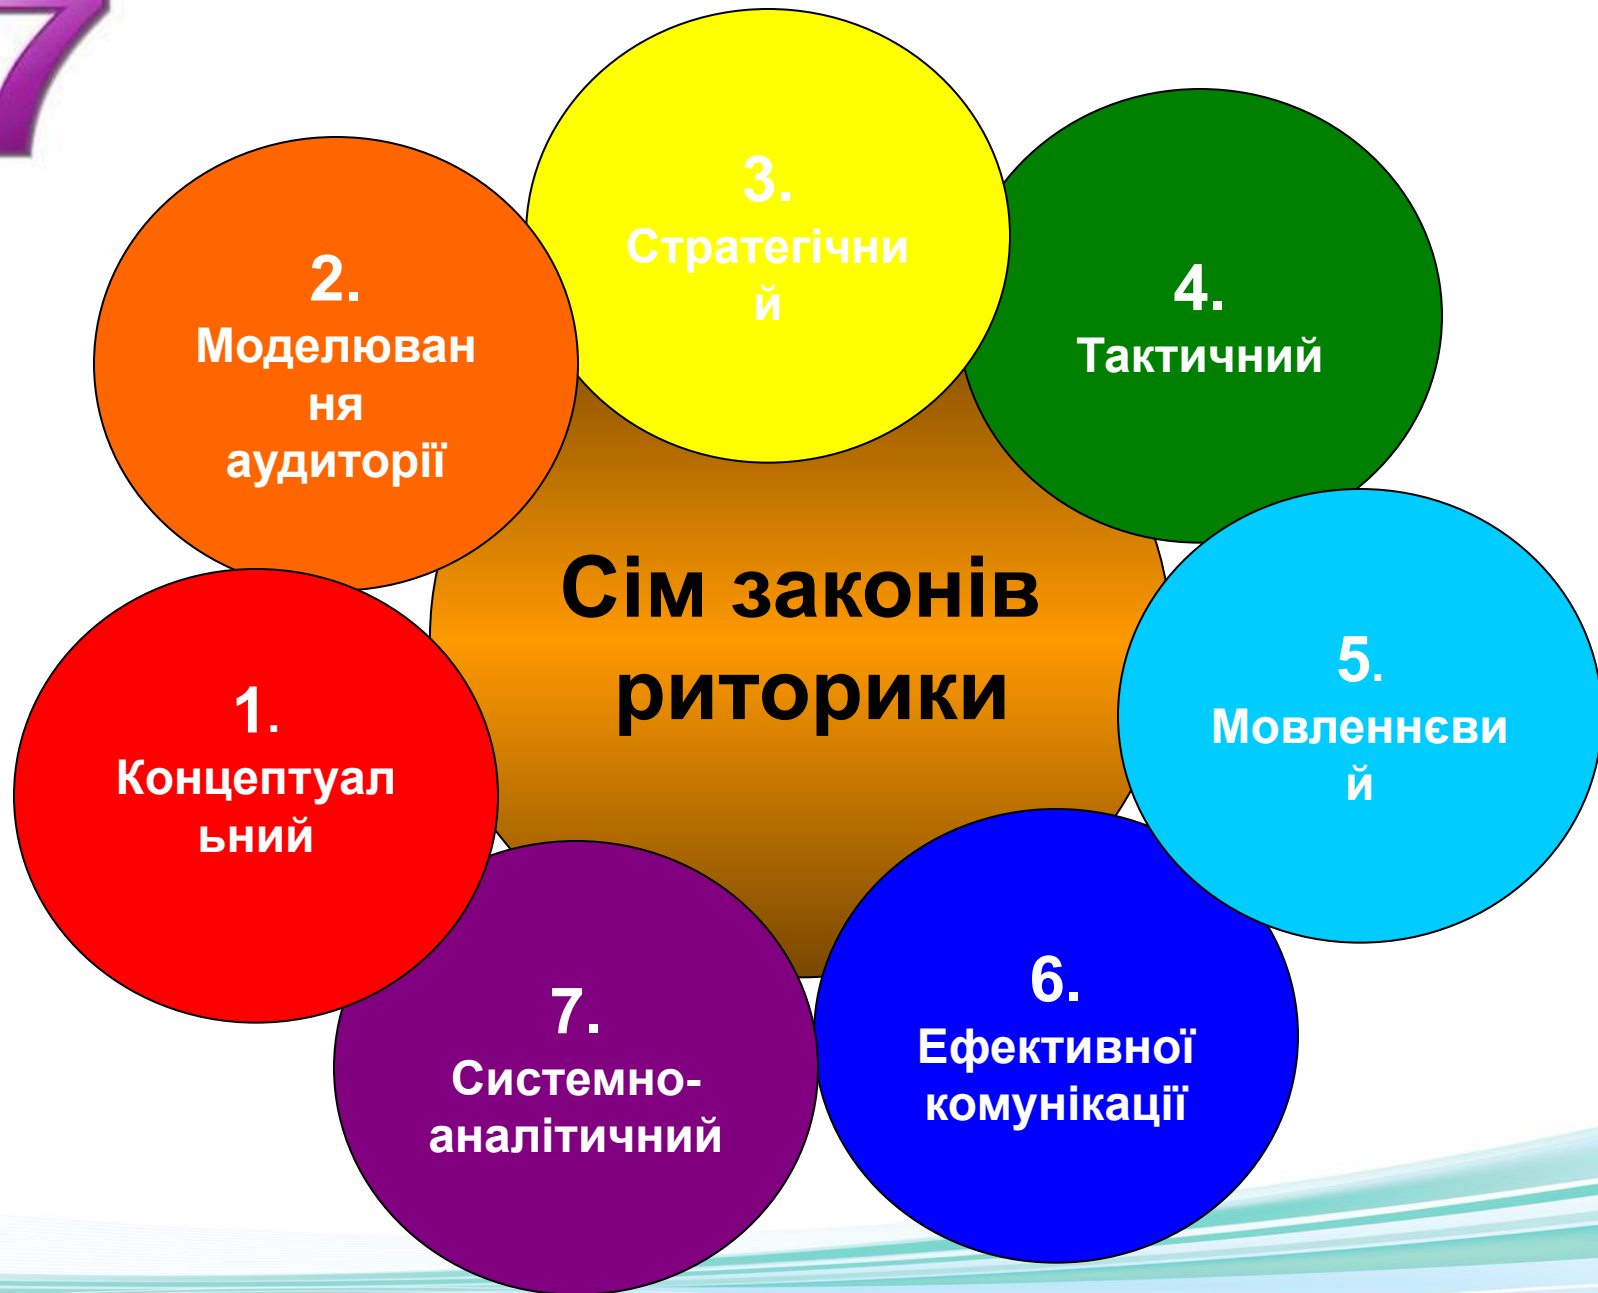 7
3.
Стратегічни
й
2.
Моделюван
ня
аудиторії
4.
Тактичний
Сім законів
риторики
1.
Концептуал
ьний
5.
Мовленнєви
й
7.
Системно-
аналітичний
6.
Ефективної
комунікації